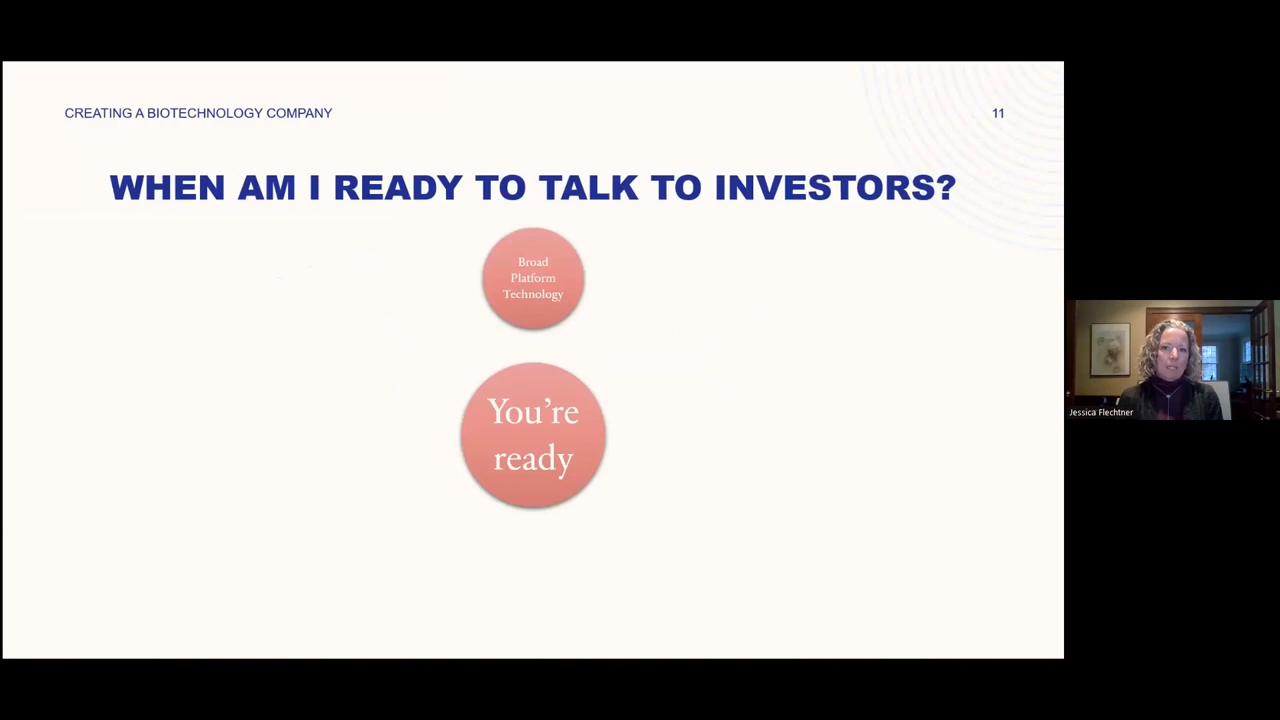 CREATING A BIOTECHNOLOGY COMPANY
11
WHEN AM I READY TO TALK TO INVESTORS?
Broad
Platform
Technology
You're
ready
Jessica Flechtner